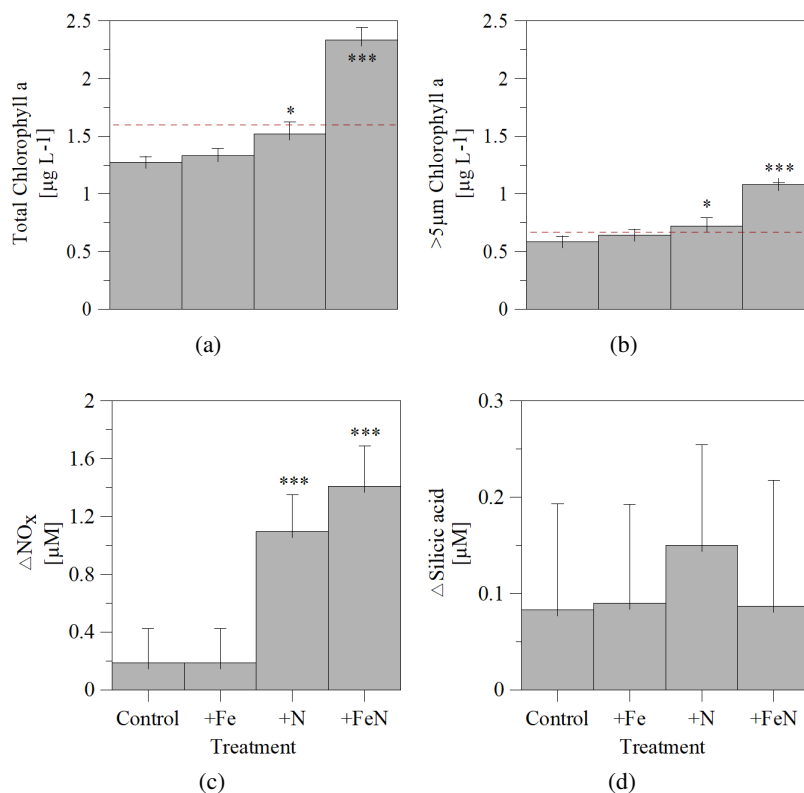 Total Chlorophyll a
[µg L-1]
2.5
2
1.5
1
0.5
0
*
***
(a)
>5µm Chlorophyll a
[µg L-1]
2.5
2
1.5
1
0.5
0
*
***
(b)
△NOx
[µM]
2
1.6
1.2
0.8
0.4
0
***
***
Control +Fe +N +FeN
Treatment
(c)
△Silicic acid
[µM]
0.3
0.2
0.1
0
Control +Fe +N +FeN
Treatment
(d)